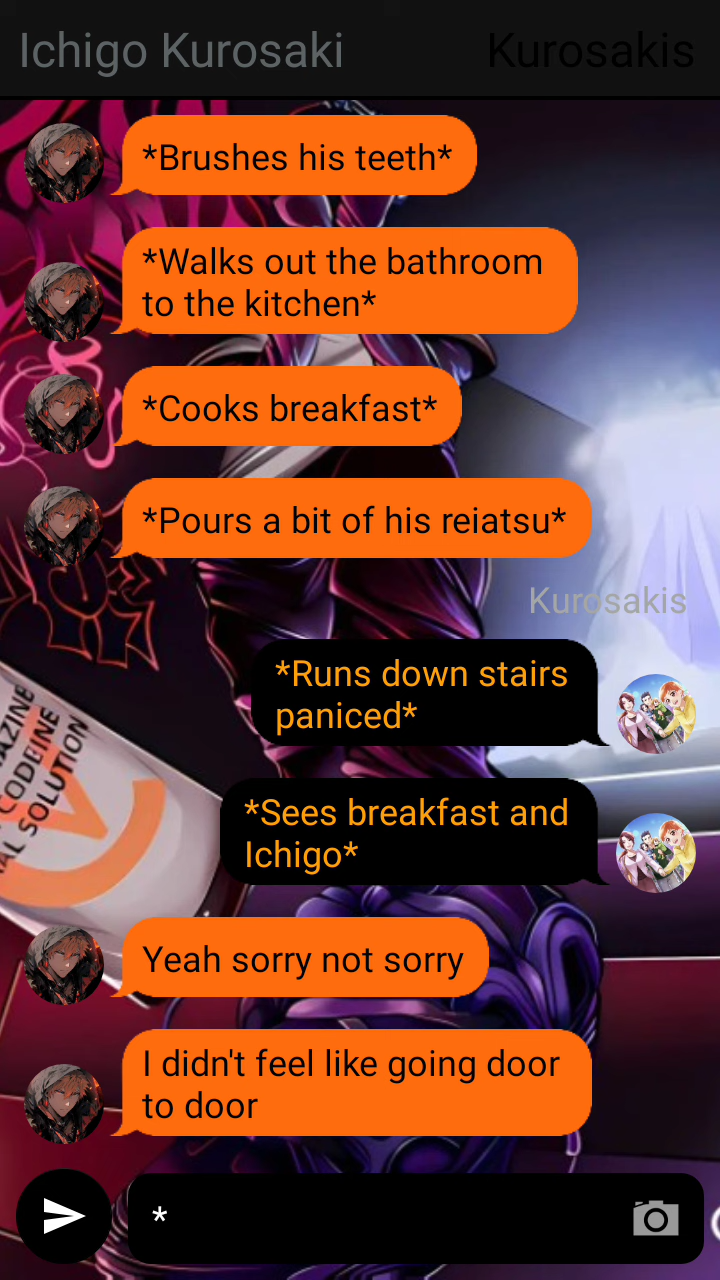 Ichigo Kurosaki
Kurosakis
*Brushes his teeth*
*Walks out the bathroom
to the kitchen*
*Cooks breakfast*
*Pours a bit of his reiatsu*
Kurosakis
*Runs down stairs
paniced*
*Sees breakfast and
Ichigo*
AZINE
CODEINE
AL SOLUTION
Yeah sorry not sorry
I didn't feel like going door
to door
*